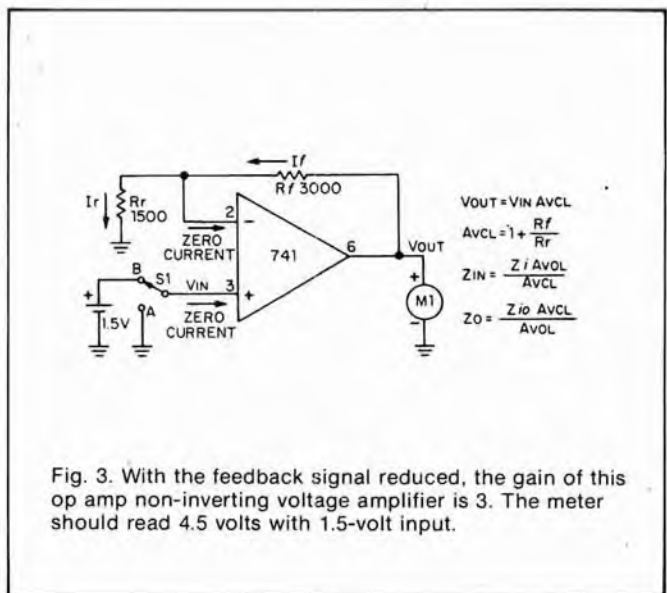 If
Rf 3000
Ir
Rr
1500
2
−
ZERO
CURRENT
741
6
VOUT
B
S1
VIN
3
+
+
1.5V
A
ZERO
CURRENT
+
M1
−
VOUT = VIN AVCL
AVCL = 1 + Rf / Rr
ZIN = Zi AVOL / AVCL
ZO = Zio AVCL / AVOL
Fig. 3. With the feedback signal reduced, the gain of this
op amp non-inverting voltage amplifier is 3. The meter
should read 4.5 volts with 1.5-volt input.